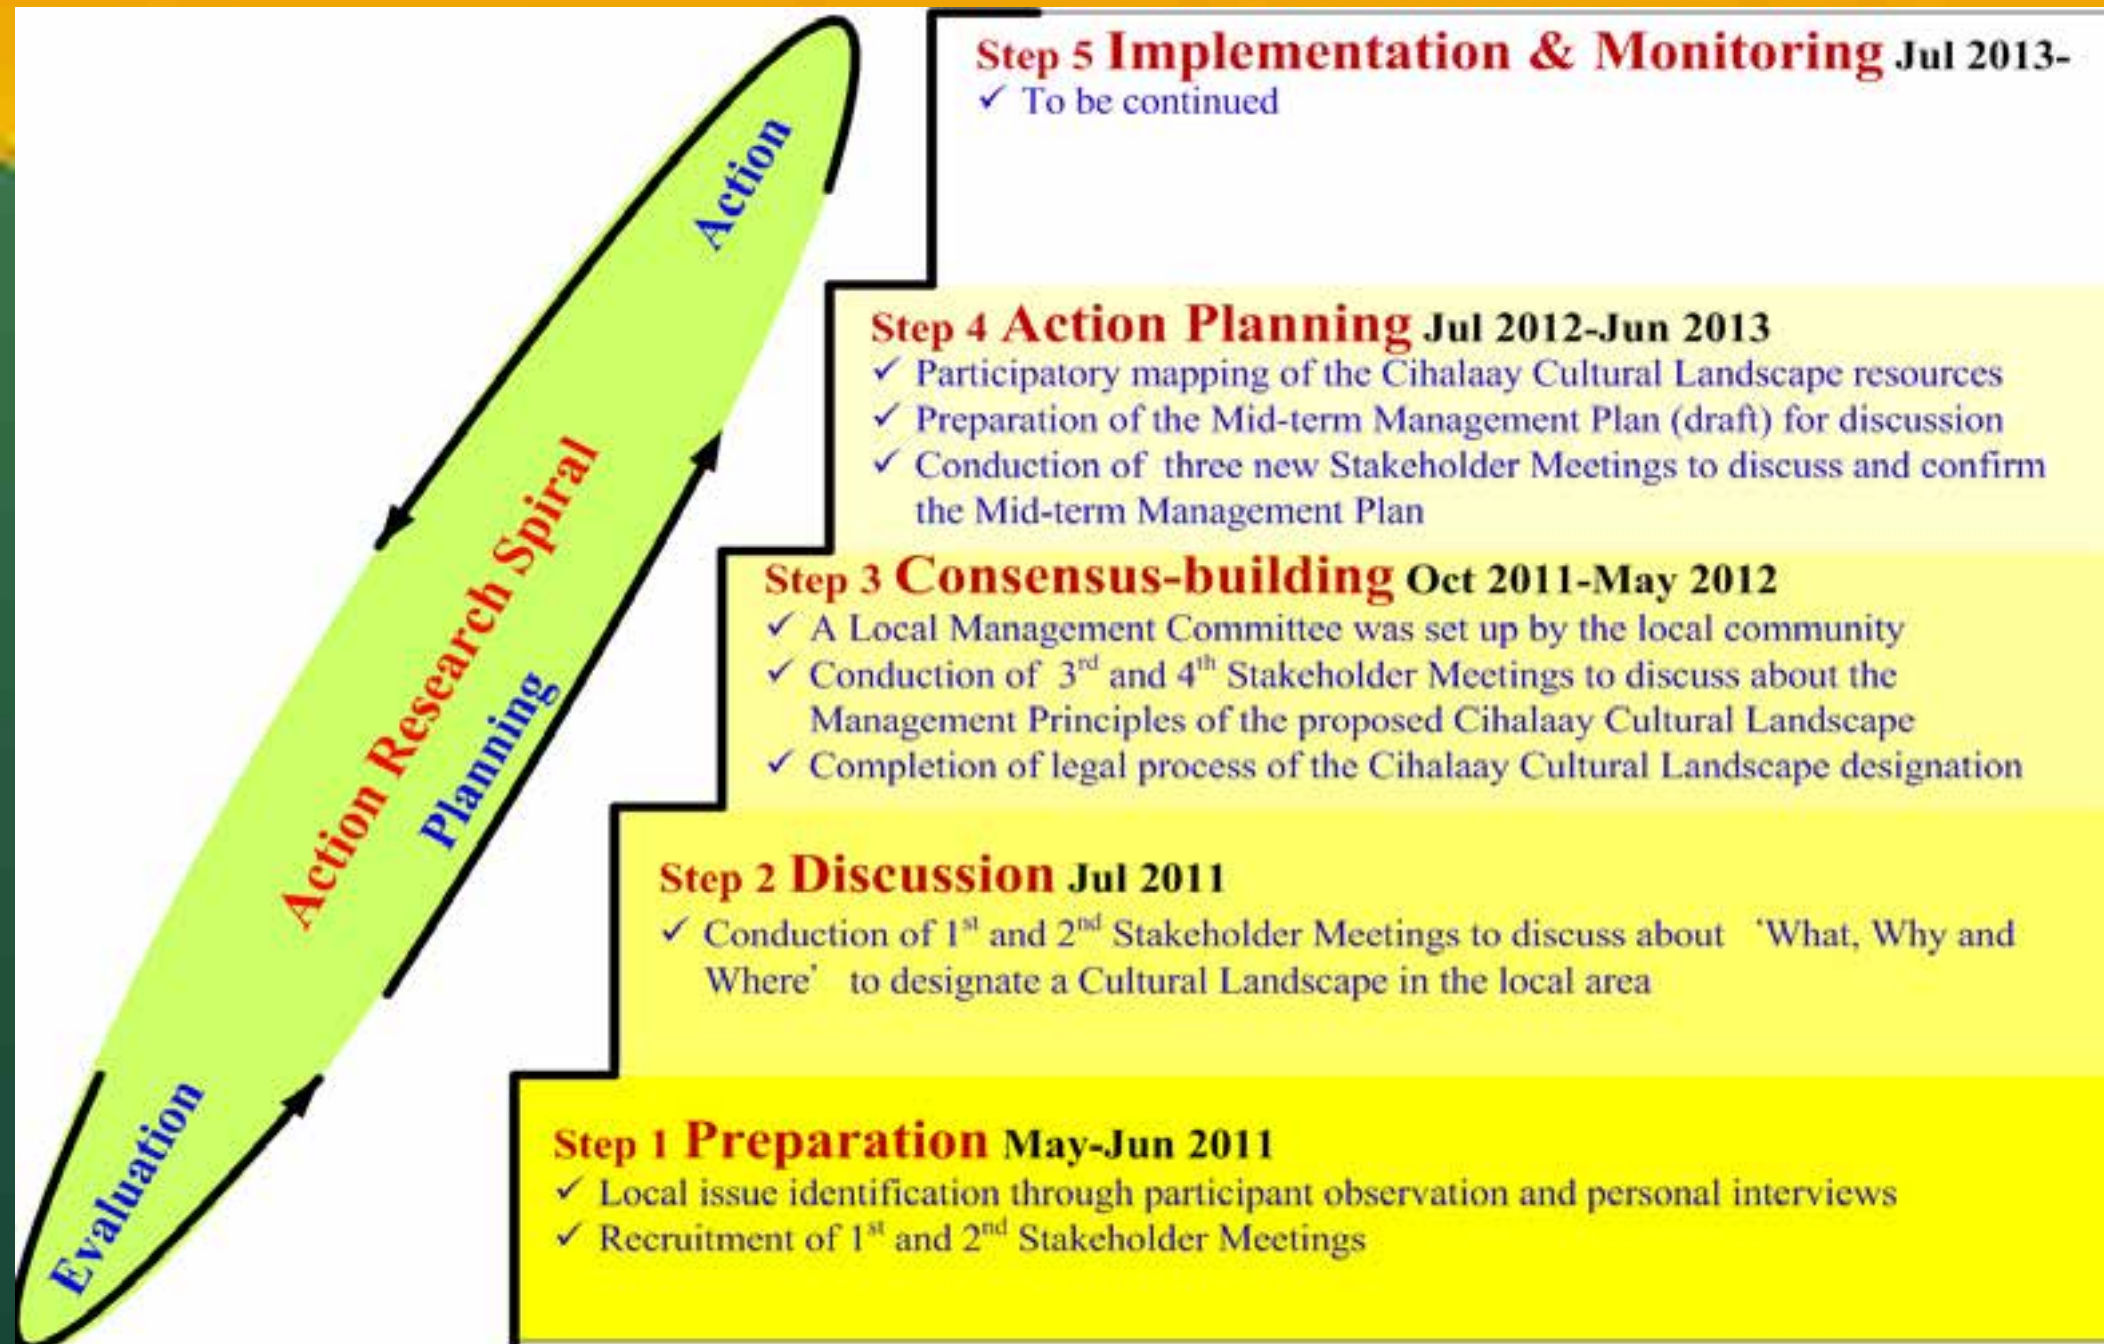 Step 5 Implementation & Monitoring Jul 2013-
✓ To be continued
Step 4 Action Planning Jul 2012-Jun 2013
✓ Participatory mapping of the Cihalaay Cultural Landscape resources
✓ Preparation of the Mid-term Management Plan (draft) for discussion
✓ Conduction of three new Stakeholder Meetings to discuss and confirm
the Mid-term Management Plan
Step 3 Consensus-building Oct 2011-May 2012
✓ A Local Management Committee was set up by the local community
✓ Conduction of 3rd and 4th Stakeholder Meetings to discuss about the
Management Principles of the proposed Cihalaay Cultural Landscape
✓ Completion of legal process of the Cihalaay Cultural Landscape designation
Step 2 Discussion Jul 2011
✓ Conduction of 1st and 2nd Stakeholder Meetings to discuss about ‘What, Why and
Where’ to designate a Cultural Landscape in the local area
Step 1 Preparation May-Jun 2011
✓ Local issue identification through participant observation and personal interviews
✓ Recruitment of 1st and 2nd Stakeholder Meetings
Action
Action Research Spiral
Planning
Evaluation